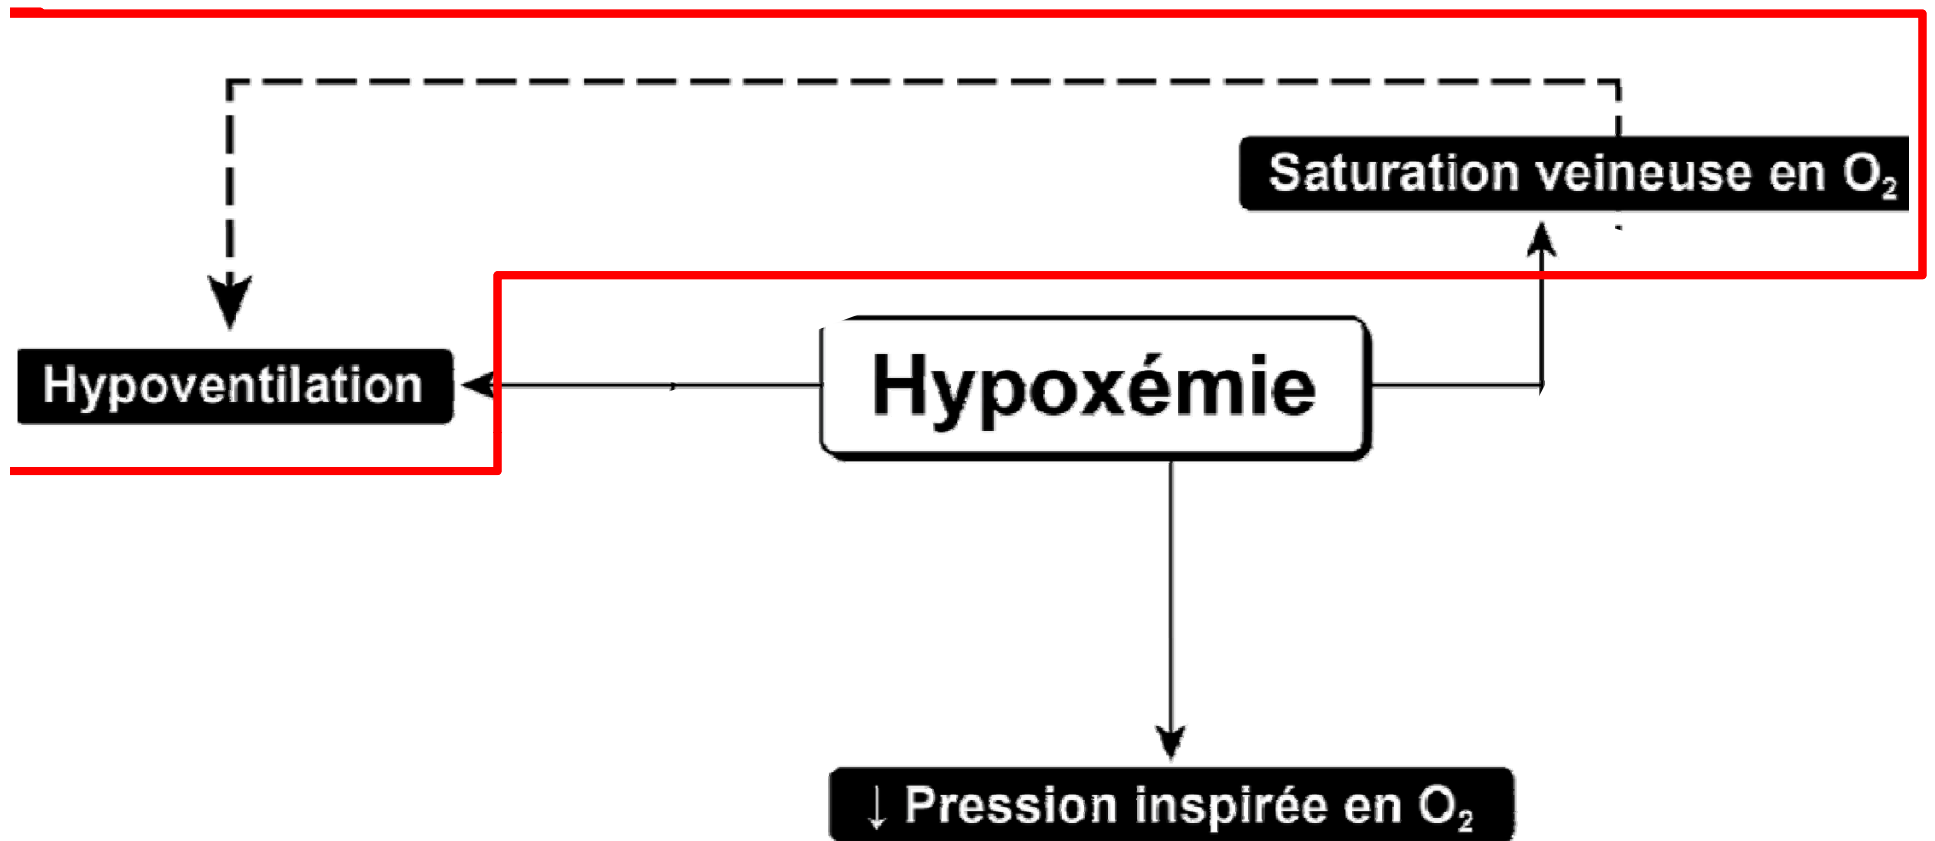 Saturation veineuse en O₂
Hypoventilation
Hypoxémie
↓ Pression inspirée en O₂